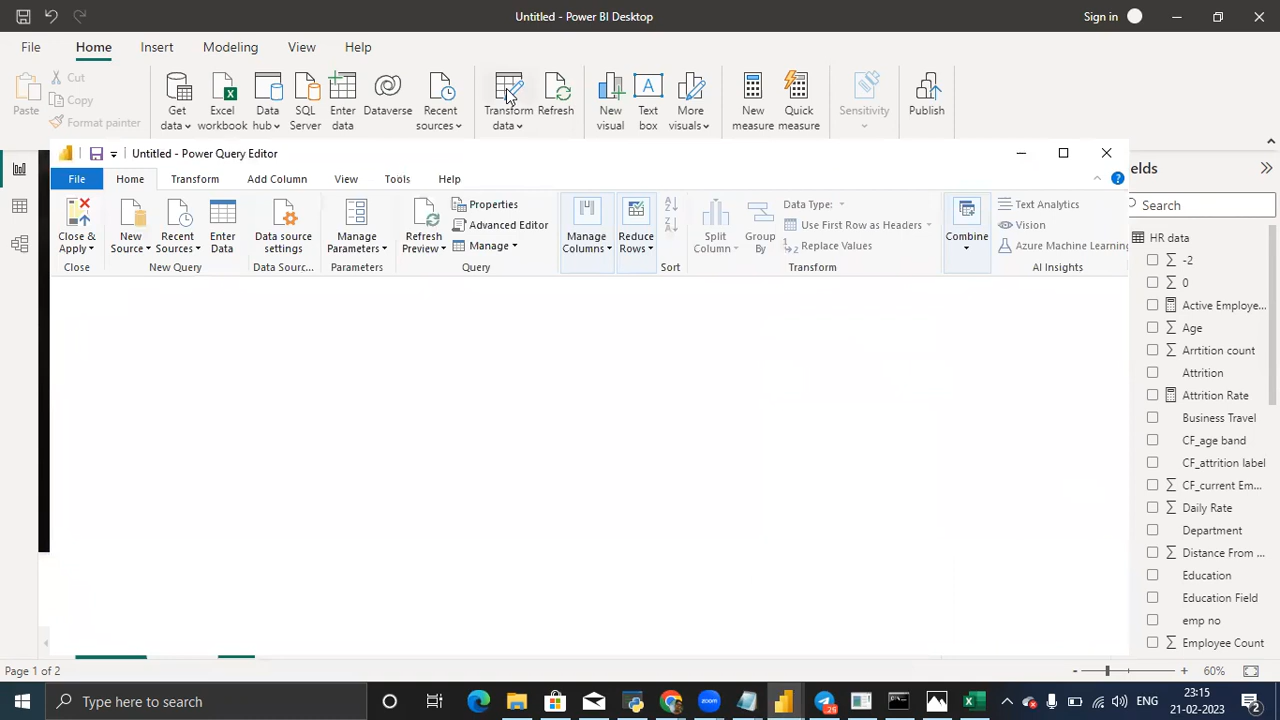 Untitled - Power BI Desktop
Sign in
File Home Insert Modeling View Help
Paste
Cut
Copy
Format painter
Get data
Excel workbook
Data hub
SQL Server
Enter data
Dataverse
Recent sources
Transform data
Refresh
New visual
Text box
More visuals
New measure
Quick measure
Sensitivity
Publish
Untitled - Power Query Editor
File Home Transform Add Column View Tools Help
Close & Apply
New Source
Recent Sources
Enter Data
Data source settings
Manage Parameters
Refresh Preview
Properties
Advanced Editor
Manage
Manage Columns
Reduce Rows
Split Column
Group By
Data Type:
Use First Row as Headers
Replace Values
Combine
Text Analytics
Vision
Azure Machine Learning
Close
New Query
Data Sourc...
Parameters
Query
Sort
Transform
AI Insights
elds
Search
HR data
-2
0
Active Employe...
Age
Arrtition count
Attrition
Attrition Rate
Business Travel
CF_age band
CF_attrition label
CF_current Em...
Daily Rate
Department
Distance From ...
Education
Education Field
emp no
Employee Count
Page 1 of 2
60%
Type here to search
ENG
23:15
21-02-2023
2